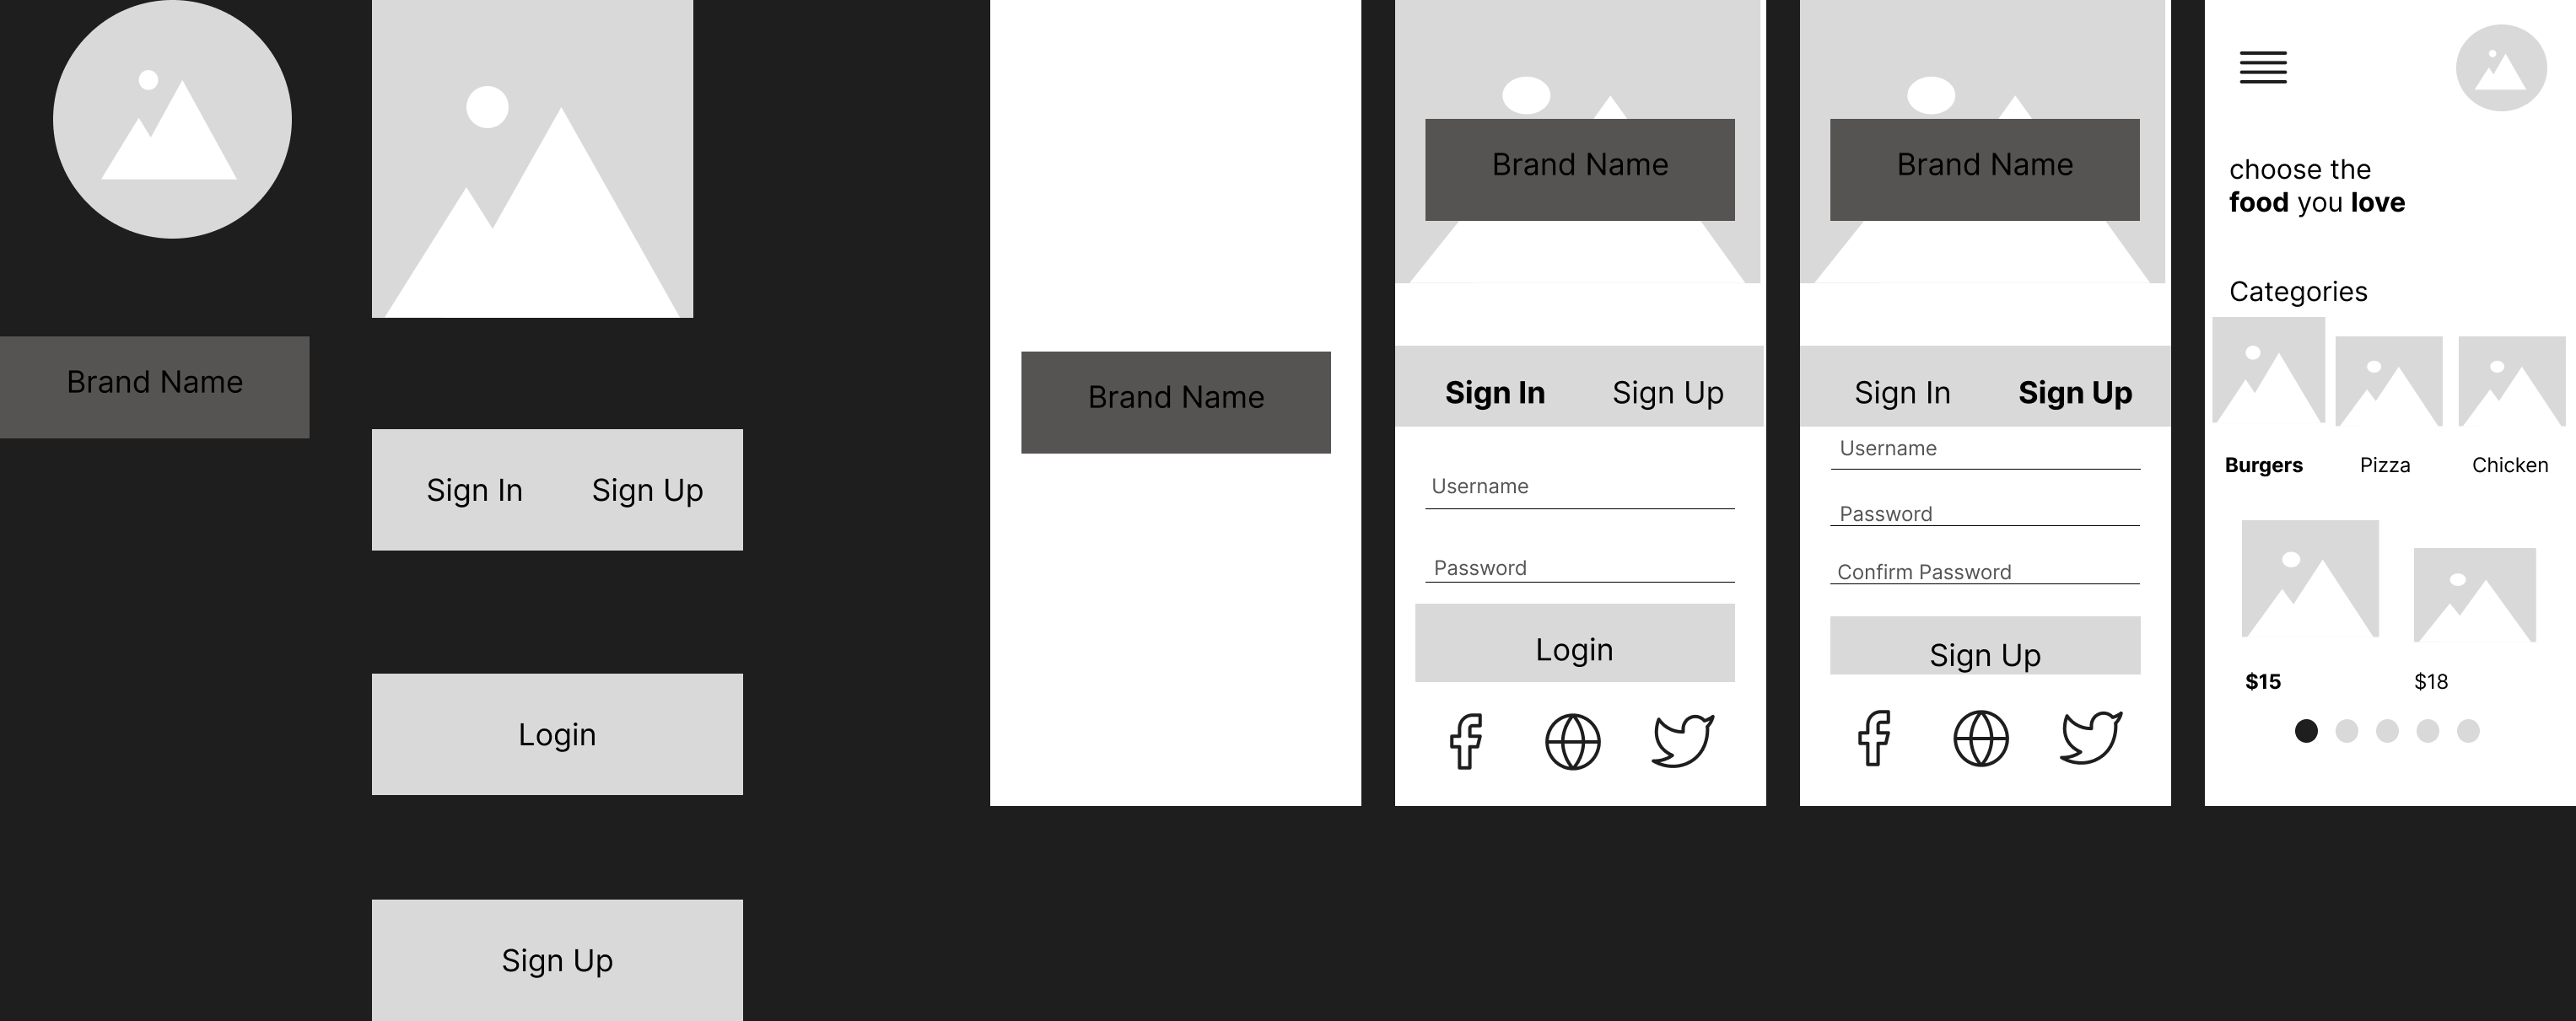 Brand Name
Sign In
Sign Up
Login
Sign Up
Brand Name
Brand Name
Sign In
Sign Up
Username
Password
Login
Brand Name
Sign In
Sign Up
Username
Password
Confirm Password
Sign Up
choose the
food you love
Categories
Burgers
Pizza
Chicken
$15
$18